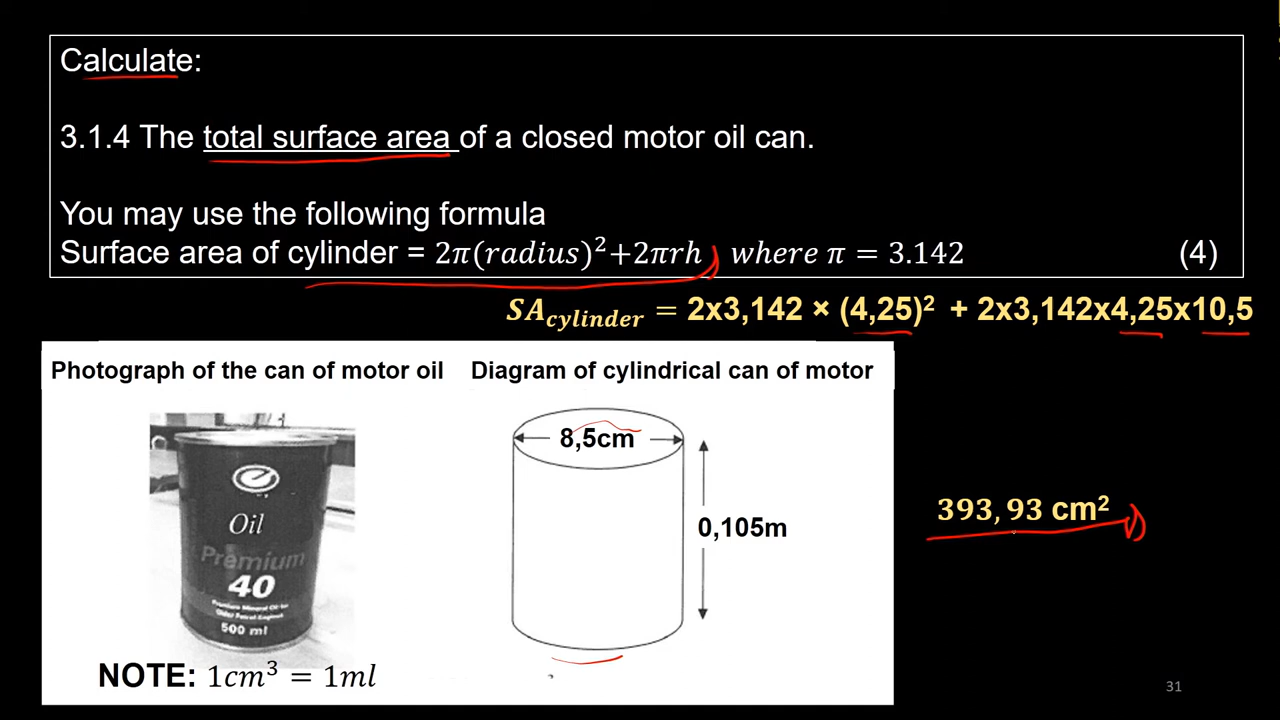 Calculate:
3.1.4 The total surface area of a closed motor oil can.
You may use the following formula
Surface area of cylinder = 2π(radius)²+2πrh, where π = 3.142 (4)
SA_cylinder = 2x3,142 × (4,25)² + 2x3,142x4,25x10,5
Photograph of the can of motor oil Diagram of cylindrical can of motor
8,5cm
Oil
0,105m
393,93 cm²
Premium
40
500 ml
NOTE: 1cm³ = 1ml
31